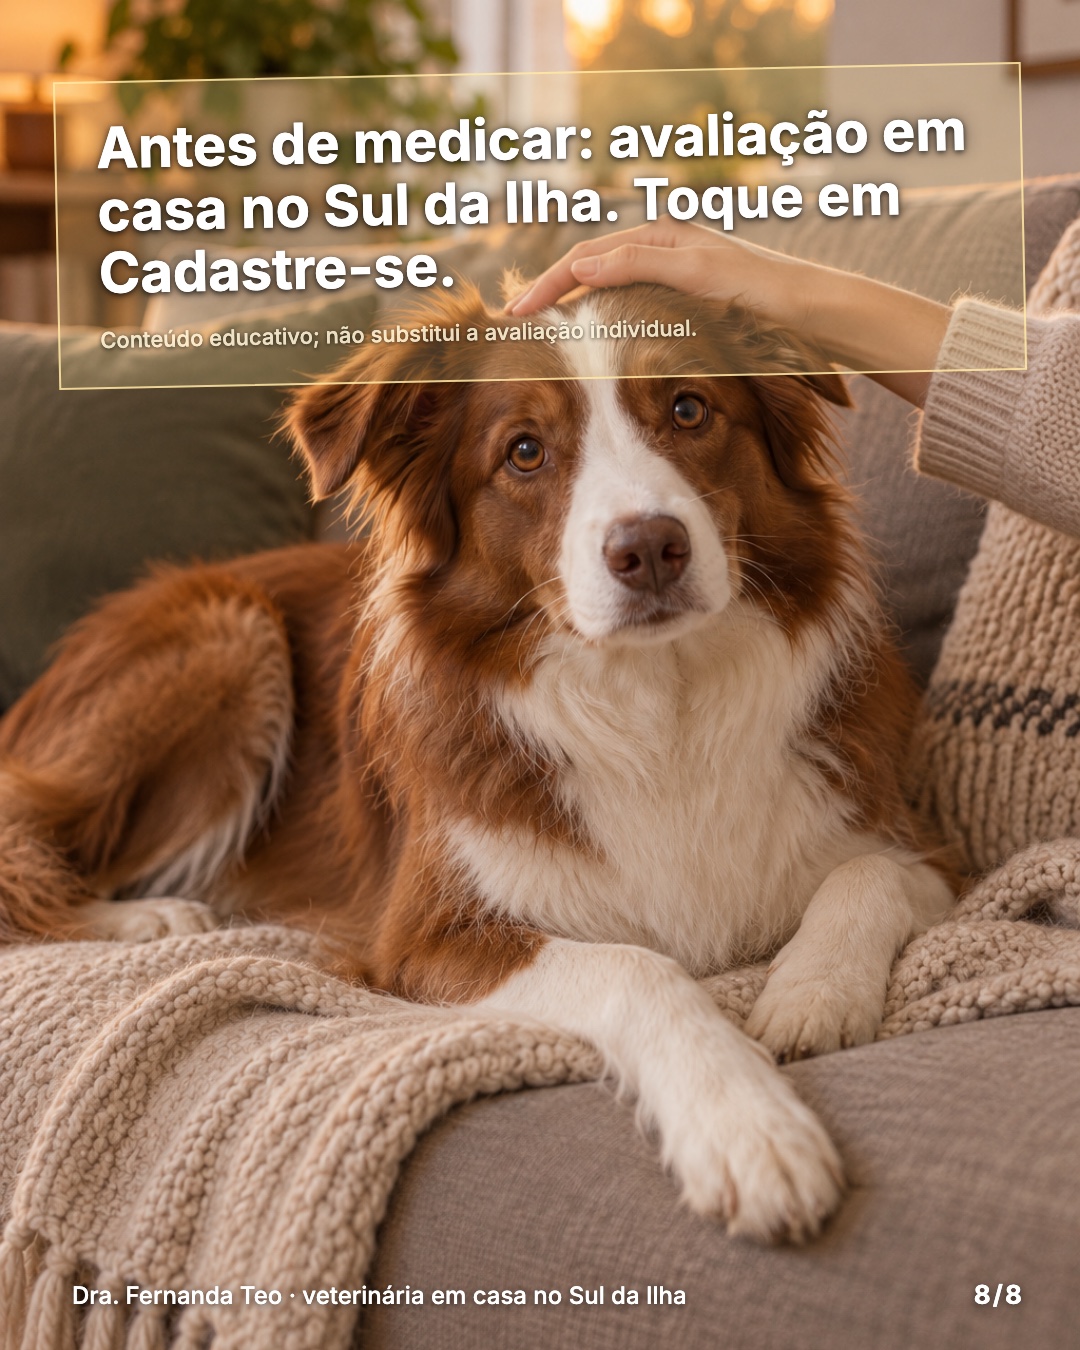 Antes de medicar: avaliação em
casa no Sul da Ilha. Toque em
Cadastre-se.
Conteúdo educativo; não substitui a avaliação individual.
Dra. Fernanda Teo · veterinária em casa no Sul da Ilha
8/8